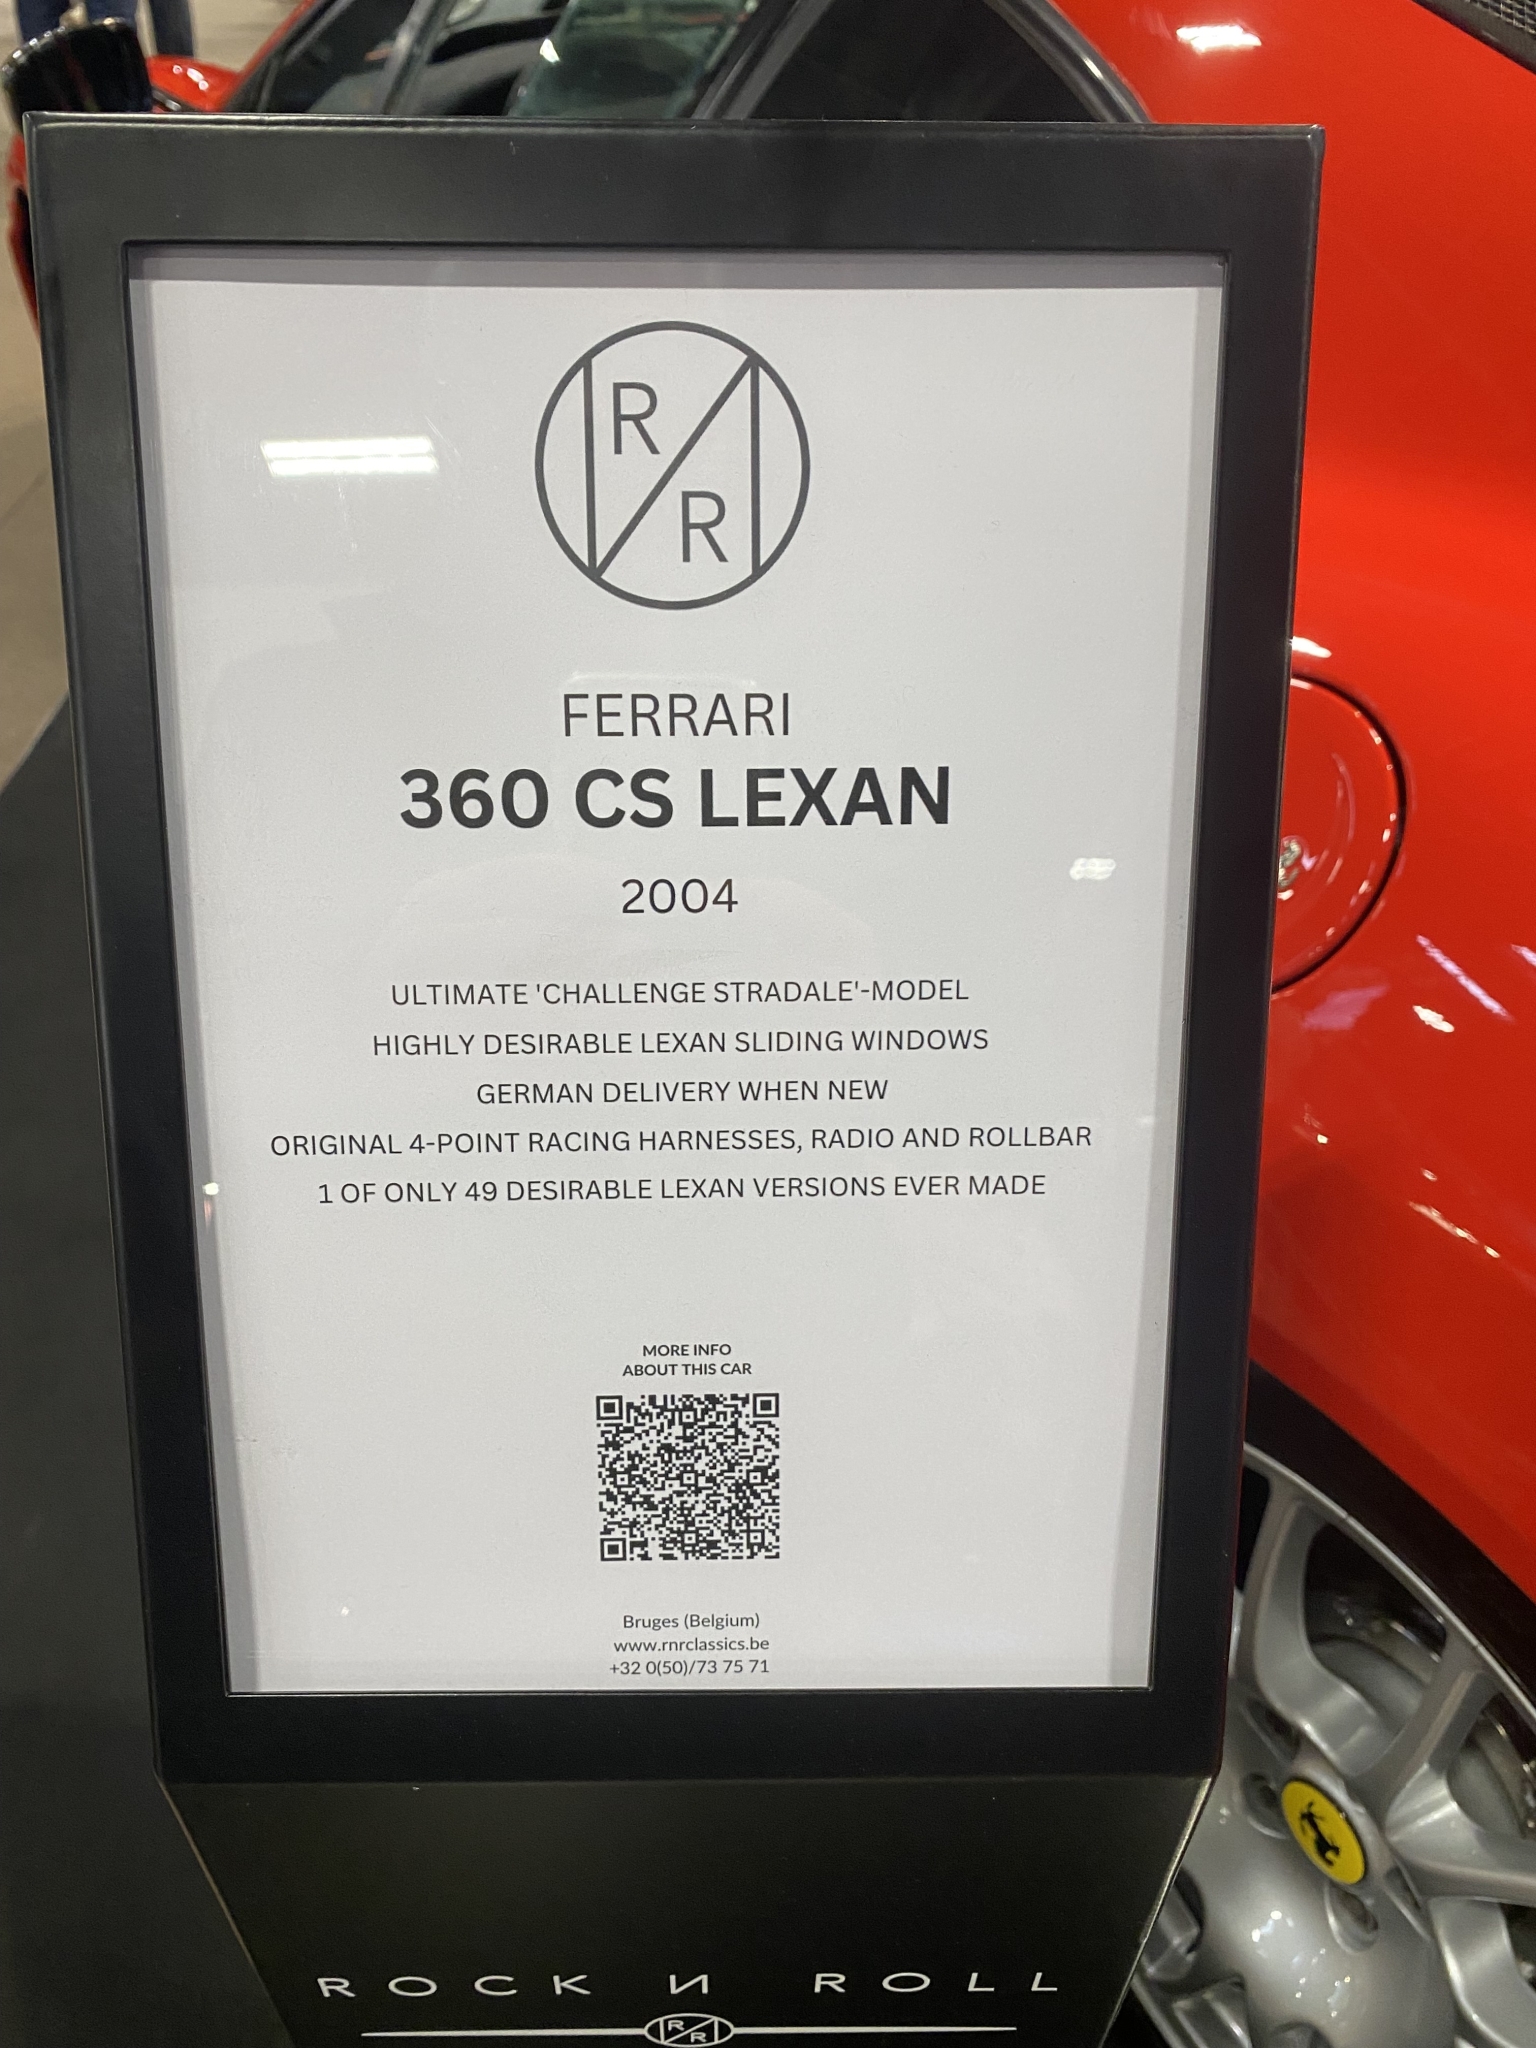 R
R
FERRARI
360 CS LEXAN
2004
ULTIMATE 'CHALLENGE STRADALE'-MODEL
HIGHLY DESIRABLE LEXAN SLIDING WINDOWS
GERMAN DELIVERY WHEN NEW
ORIGINAL 4-POINT RACING HARNESSES, RADIO AND ROLLBAR
1 OF ONLY 49 DESIRABLE LEXAN VERSIONS EVER MADE
MORE INFO
ABOUT THIS CAR
Bruges (Belgium)
www.rnrclassics.be
+32 0(50)/73 75 71
ROCK И ROLL
R
R